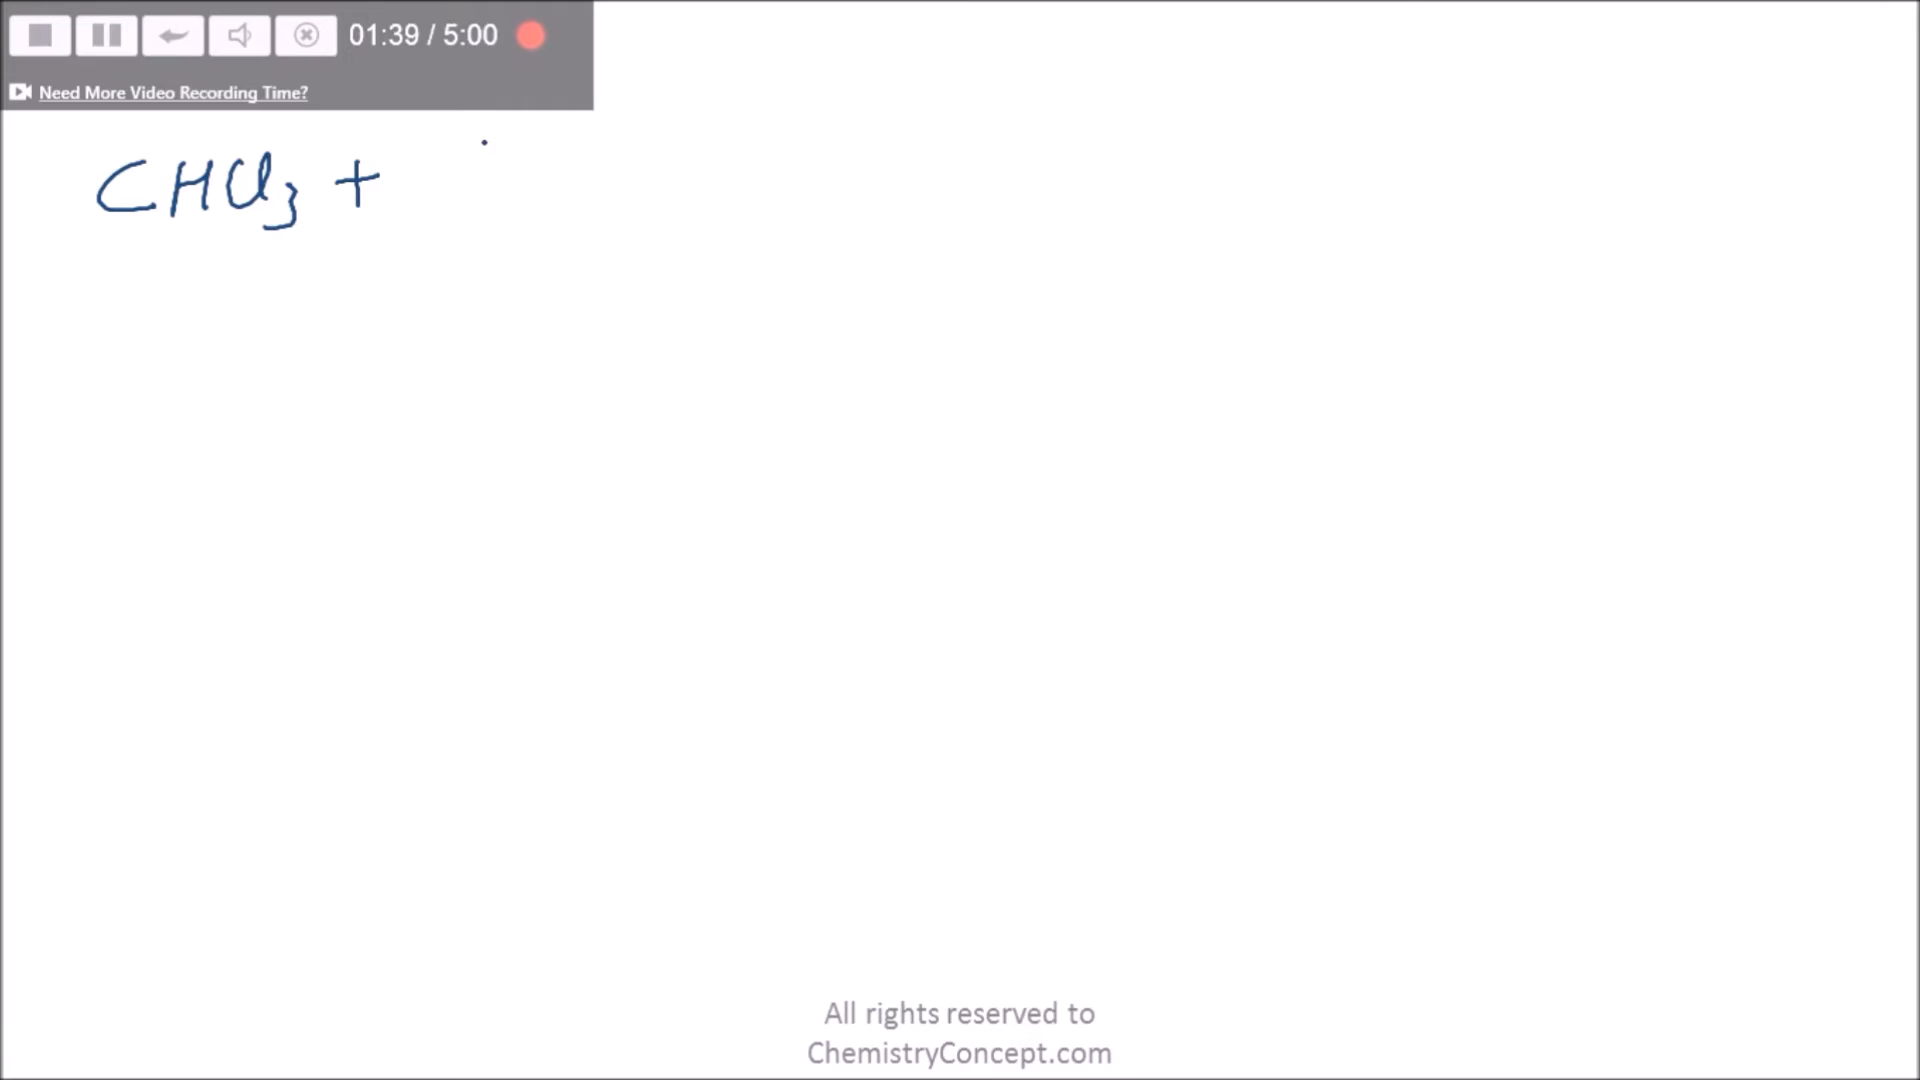 01:39 / 5:00
Need More Video Recording Time?
CHCl3 +
All rights reserved to
ChemistryConcept.com